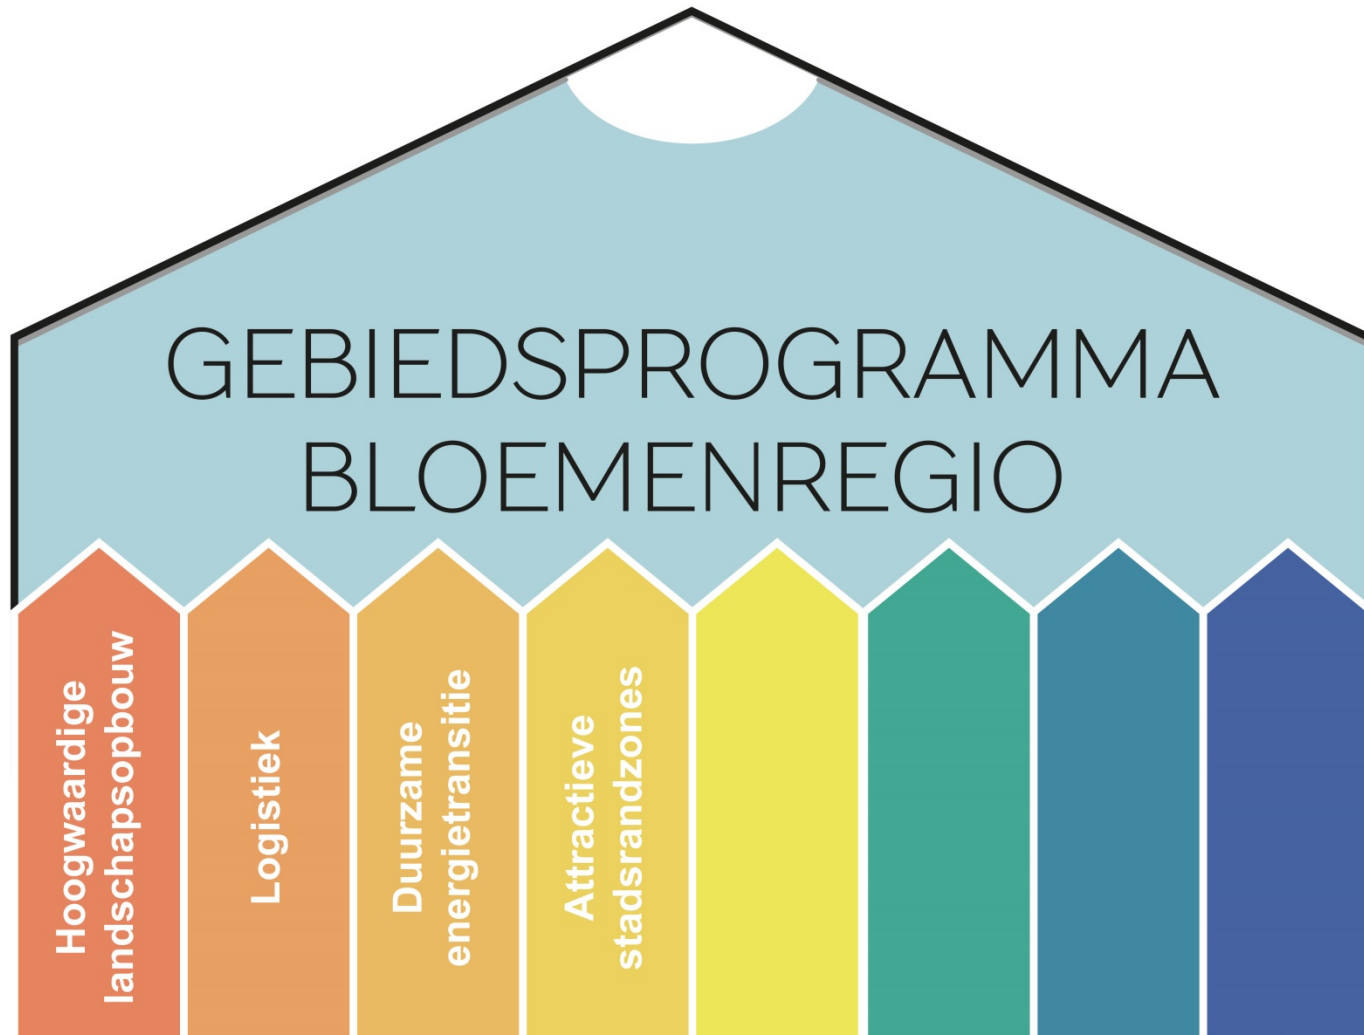 GEBIEDSPROGRAMMA
BLOEMENREGIO
Hoogwaardige
landschapsopbouw
Logistiek
Duurzame
energietransitie
Attractieve
stadsrandzones